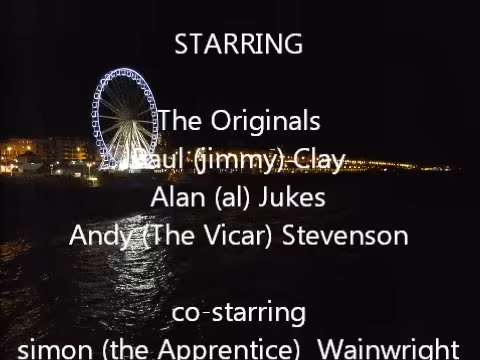 STARRING
The Originals
Paul (jimmy) Clay
Alan (al) Jukes
Andy (The Vicar) Stevenson
co-starring
simon (the Apprentice) Wainwright